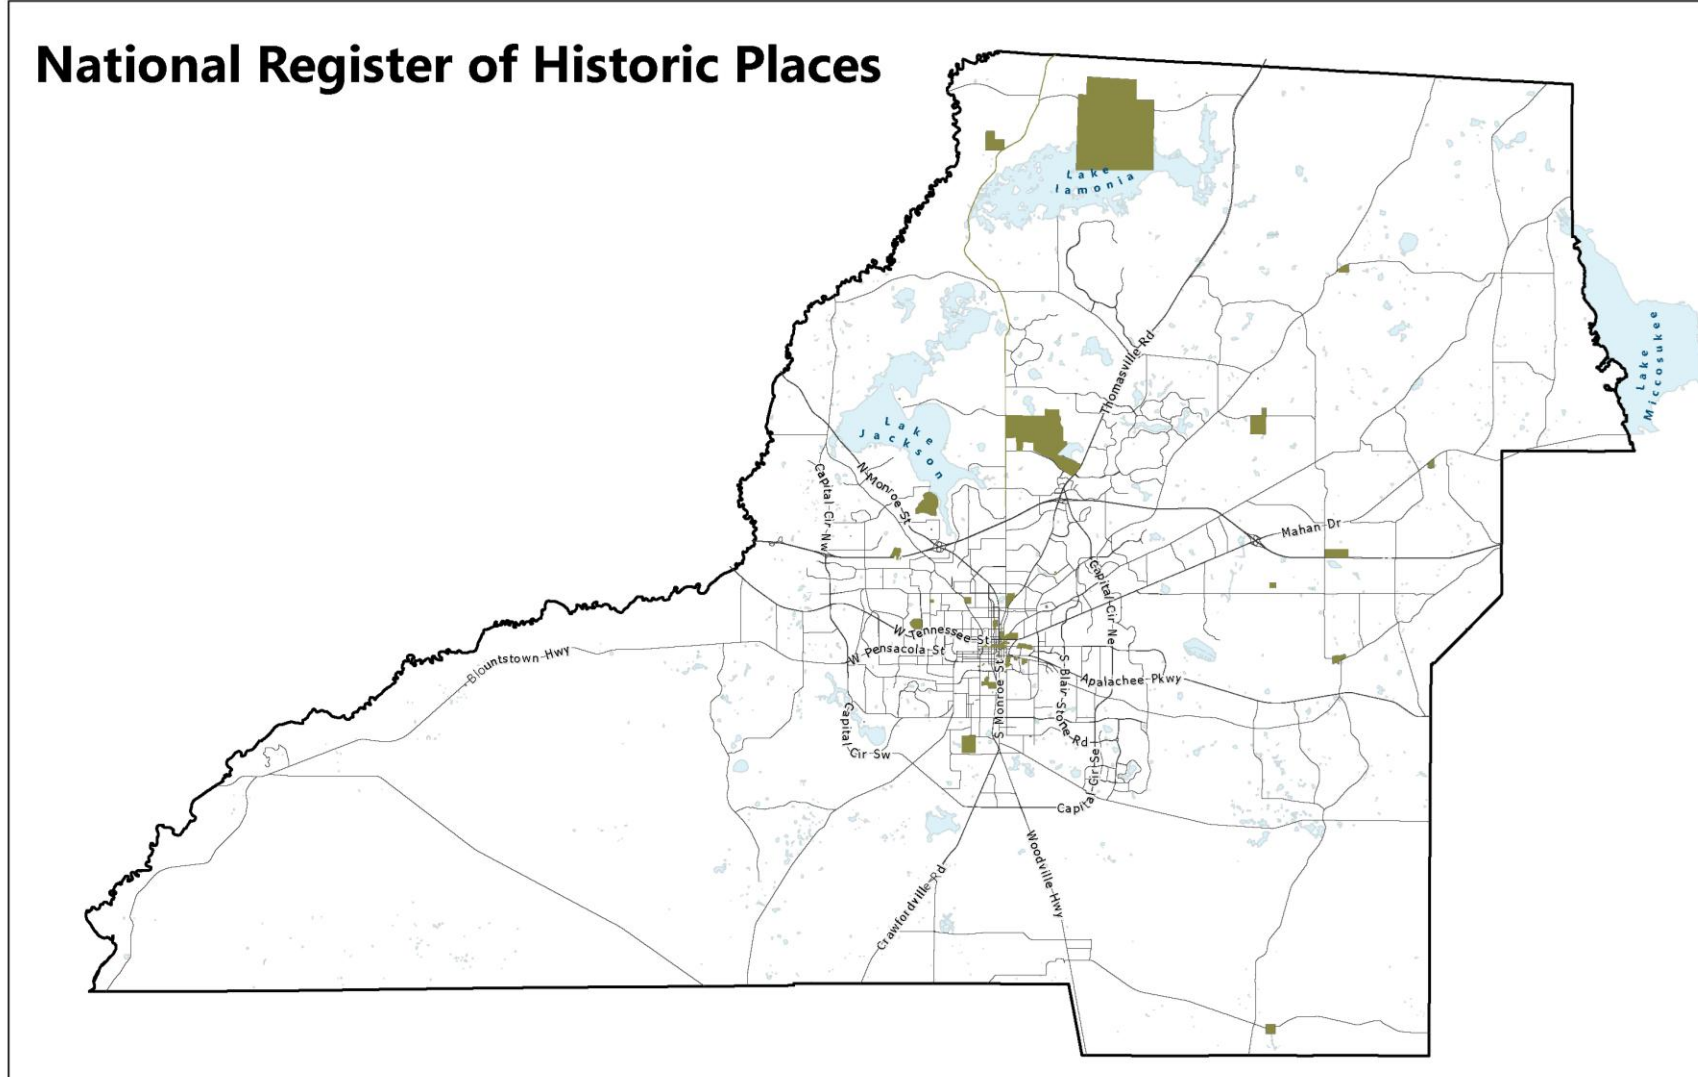 National Register of Historic Places
Lake
Iamonia
Lake
Miccosukee
Thomasville Rd
Lake
Jackson
N Monroe St
Capital Cir Nw
Mahan Dr
Capital Cir Ne
W Tennessee St
W Pensacola St
Blountstown Hwy
S Monroe St
S Blair Stone Rd
Apalachee Pkwy
Capital Cir Sw
Capital Cir Se
Crawfordville Rd
Woodville Hwy